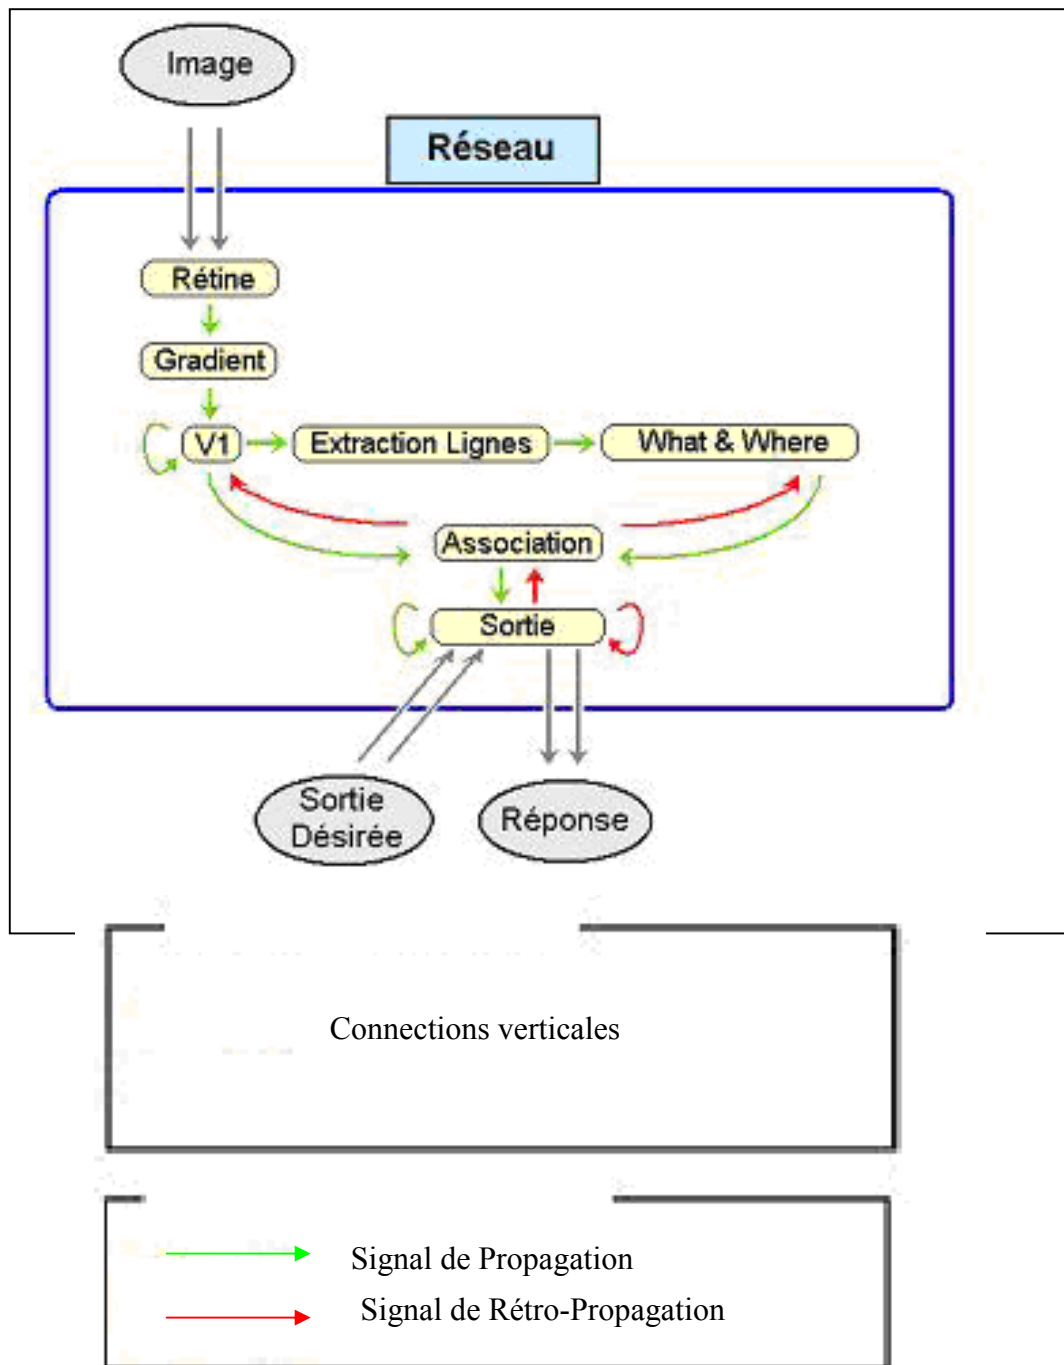 Image
Réseau
Rétine
Gradient
V1
Extraction Lignes
What & Where
Association
Sortie
Sortie
Désirée
Réponse
Connections verticales
Signal de Propagation
Signal de Rétro-Propagation